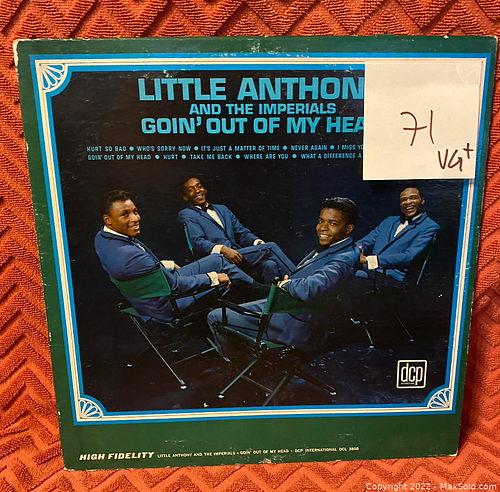 LITTLE ANTHON
AND THE IMPERIALS
GOIN' OUT OF MY HEA
71
VG+
HURT SO BAD • WHO'S SORRY NOW • IT'S JUST A MATTER OF TIME • NEVER AGAIN • I MISS YO
GOIN' OUT OF MY HEAD • HURT • TAKE ME BACK • WHERE ARE YOU • WHAT A DIFFERENCE A
dcp
HIGH FIDELITY LITTLE ANTHONY AND THE IMPERIALS – GOIN' OUT OF MY HEAD • DCP INTERNATIONAL DCL 3808
Copyright 2022 - MaxSold.com